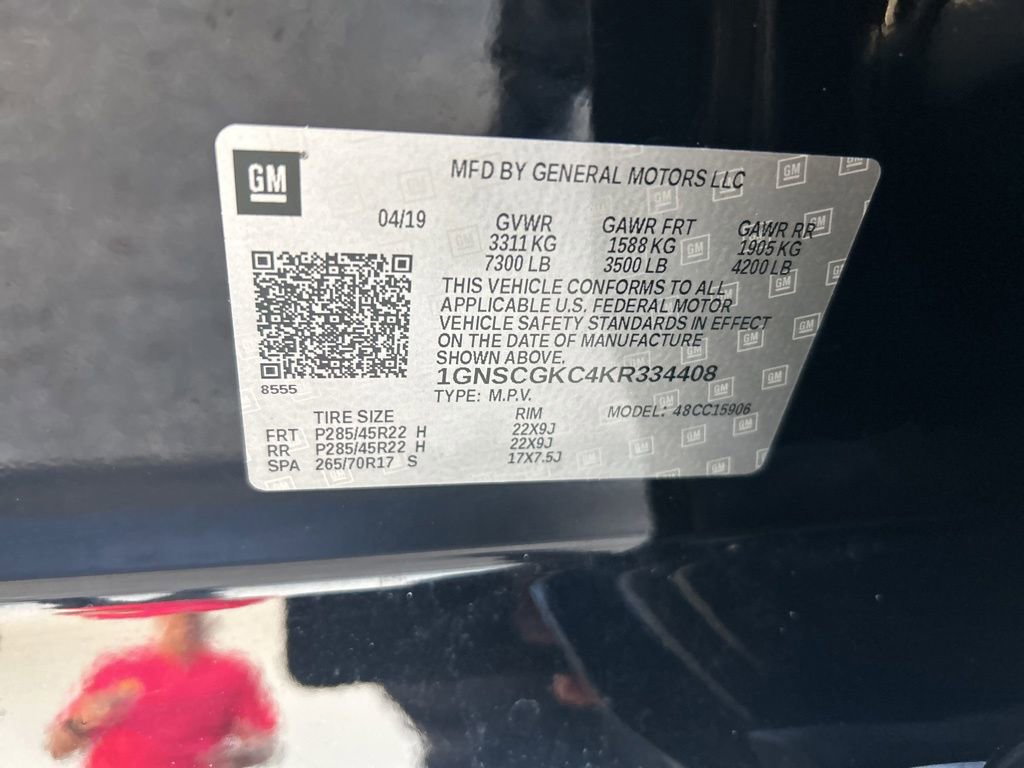 GM
MFD BY GENERAL MOTORS LLC
04/19 GVWR GAWR FRT GAWR RR
3311 KG 1588 KG 1905 KG
7300 LB 3500 LB 4200 LB
THIS VEHICLE CONFORMS TO ALL
APPLICABLE U.S. FEDERAL MOTOR
VEHICLE SAFETY STANDARDS IN EFFECT
ON THE DATE OF MANUFACTURE
SHOWN ABOVE.
1GNSCGKC4KR334408
8555
TYPE: M.P.V. MODEL: 48CC15906
TIRE SIZE RIM
FRT P285/45R22 H 22X9J
RR P285/45R22 H 22X9J
SPA 265/70R17 S 17X7.5J